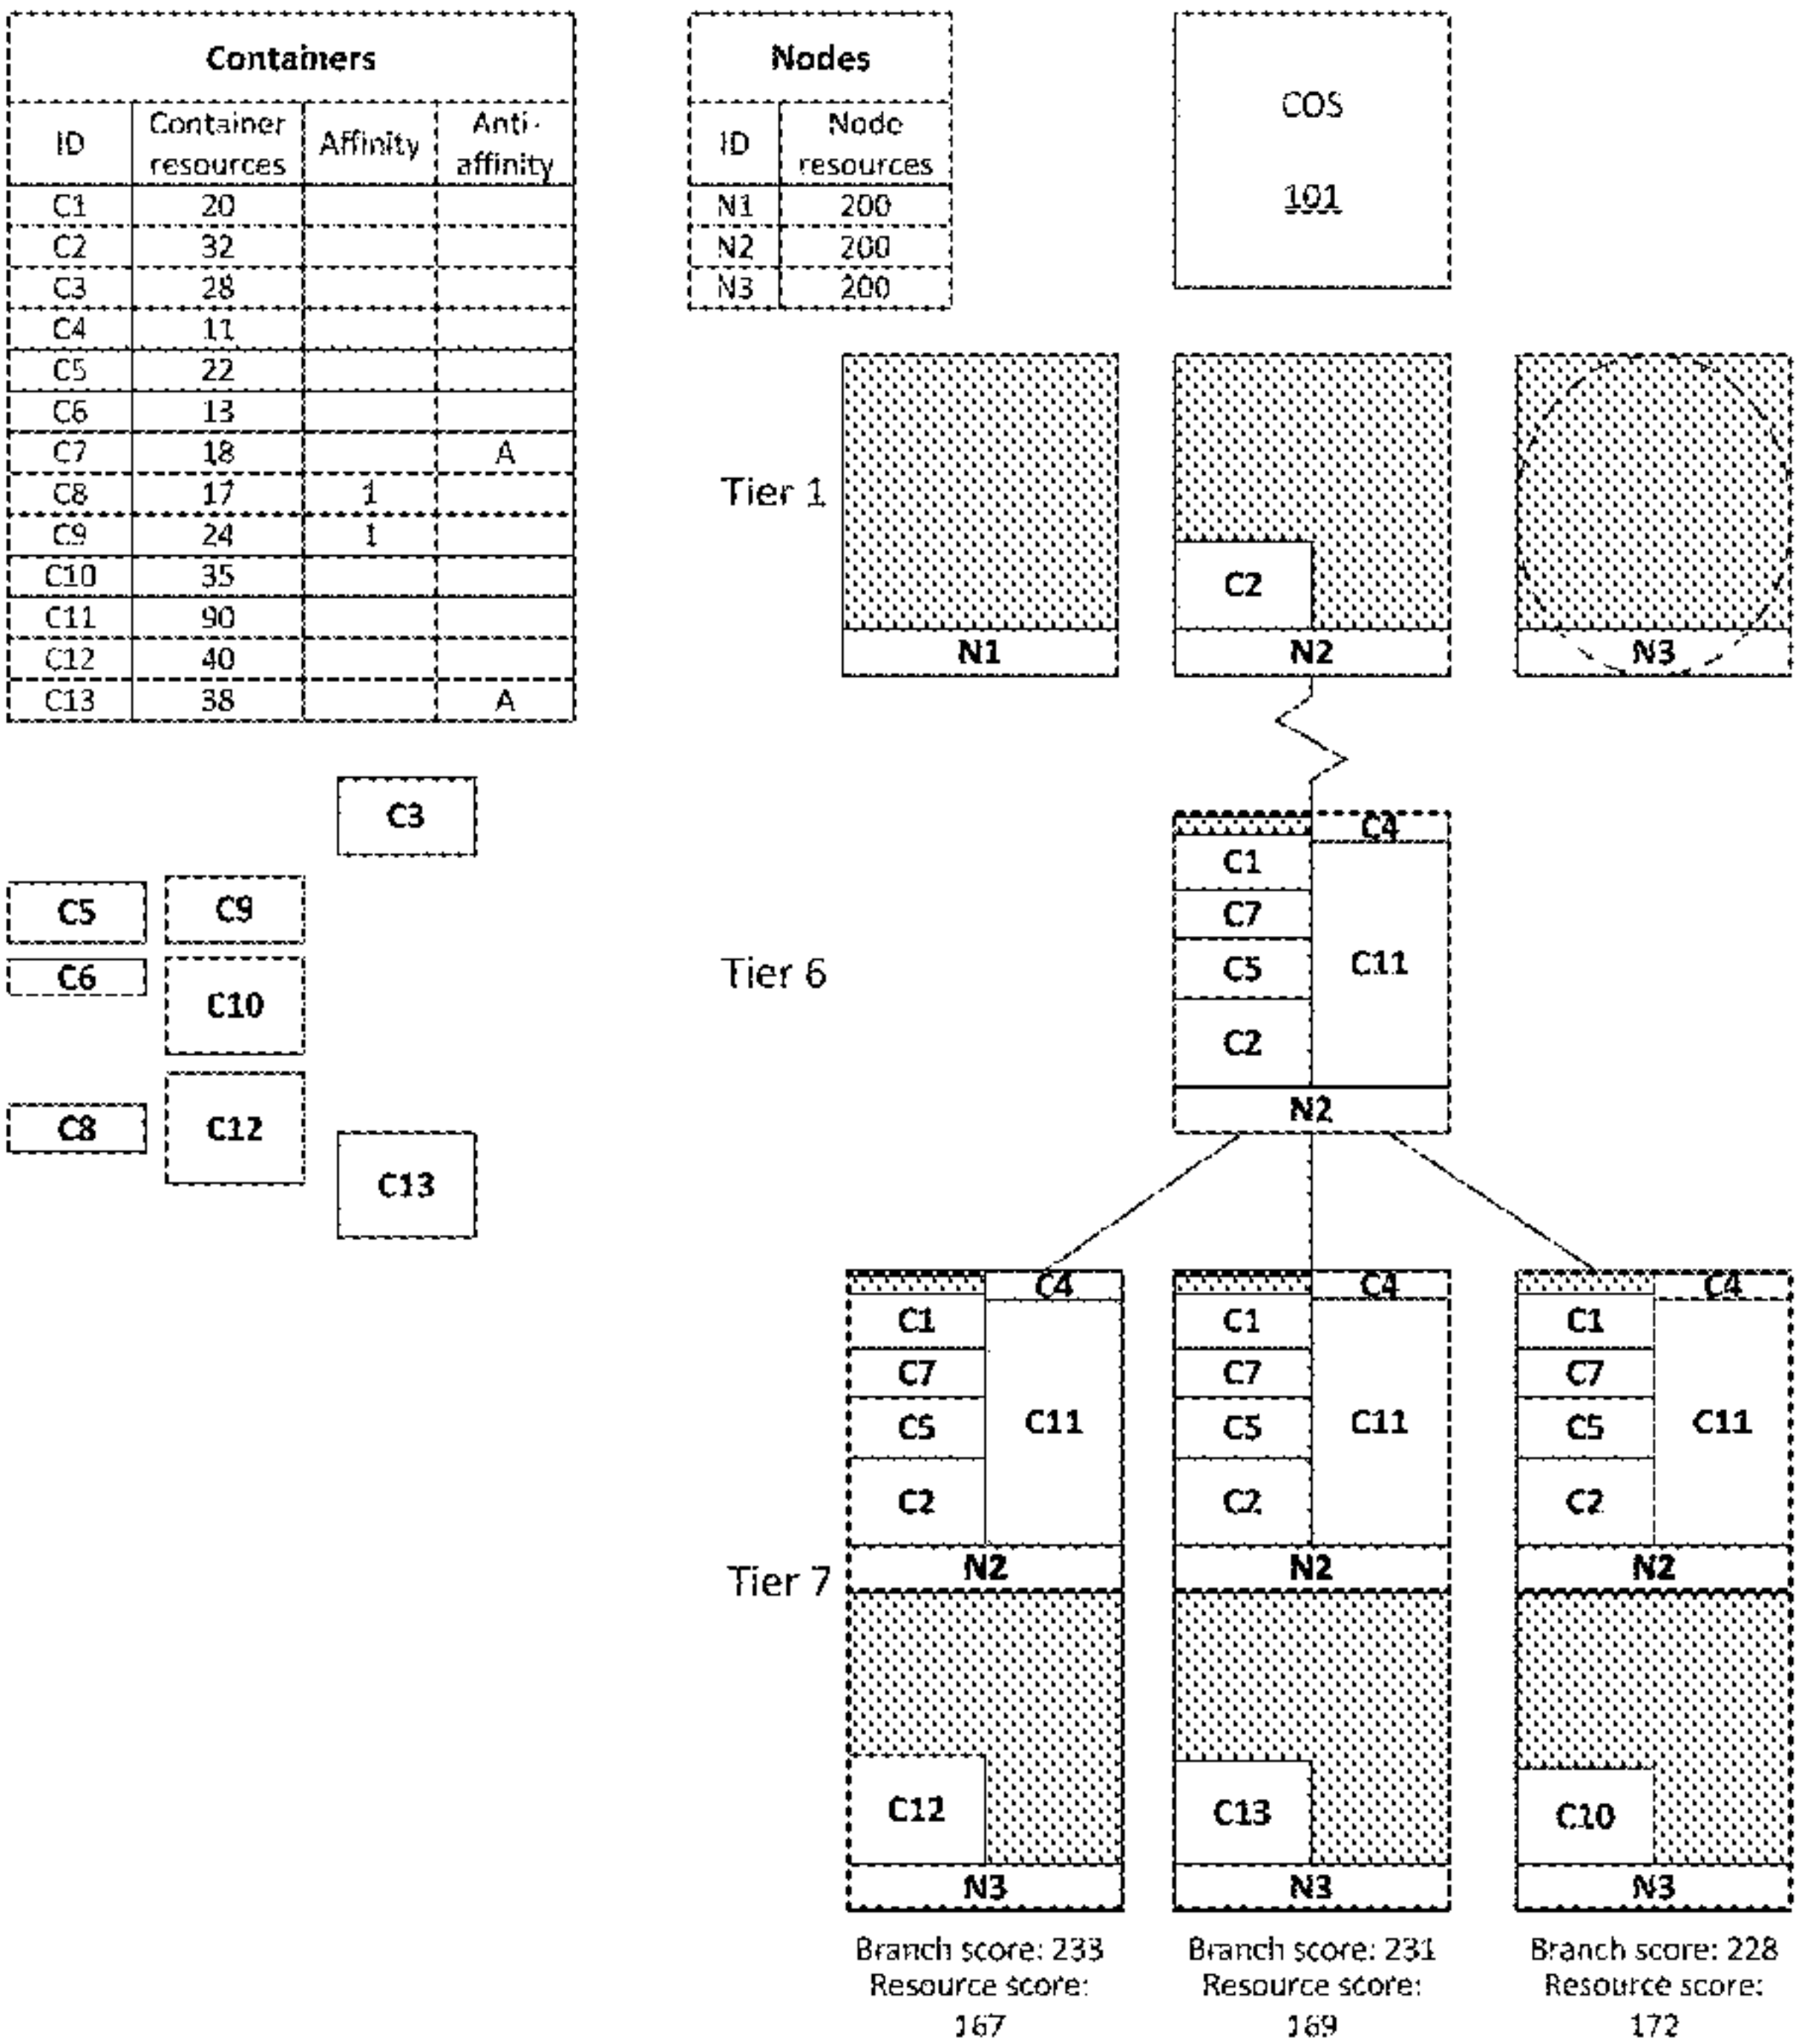 Containers
ID Container resources Affinity Anti-affinity
C1 20
C2 32
C3 28
C4 11
C5 22
C6 13
C7 18 A
C8 17 1
C9 24 1
C10 35
C11 90
C12 40
C13 38 A
Nodes
ID Node resources
N1 200
N2 200
N3 200
COS
101
Tier 1
N1
C2
N2
N3
C3
C5
C9
C6
C10
C8
C12
C13
Tier 6
C4
C1
C7
C5
C11
C2
N2
Tier 7
C4
C1
C7
C5
C11
C2
N2
C12
N3
Branch score: 233
Resource score:
167
C4
C1
C7
C5
C11
C2
N2
C13
N3
Branch score: 231
Resource score:
169
C4
C1
C7
C5
C11
C2
N2
C10
N3
Branch score: 228
Resource score:
172